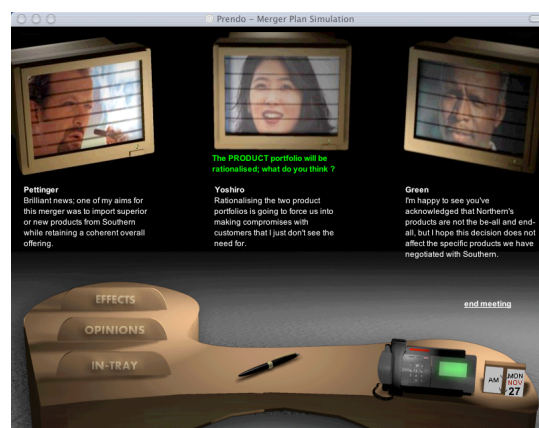 Prendo - Merger Plan Simulation
The PRODUCT portfolio will be
rationalised; what do you think ?
Pettinger
Brilliant news; one of my aims for
this merger was to import superior
or new products from Southern
while retaining a coherent overall
offering.
Yoshiro
Rationalising the two product
portfolios is going to force us into
making compromises with
customers that I just don't see the
need for.
Green
I'm happy to see you've
acknowledged that Northern's
products are not the be-all and end-
all, but I hope this decision does not
affect the specific products we have
negotiated with Southern.
end meeting
EFFECTS
OPINIONS
IN-TRAY
AM
MON
NOV
27